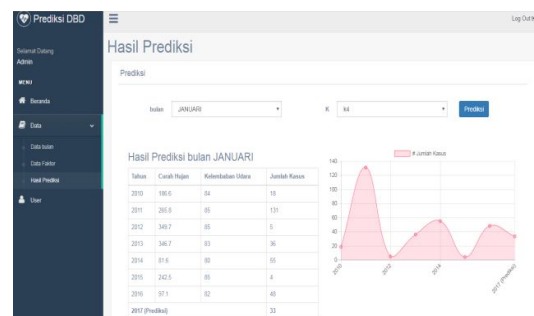 Prediksi DBD
Log Out
Selamat Datang
Admin
MENU
Beranda
Data
Data bulan
Data Faktor
Hasil Prediksi
User
Hasil Prediksi
Prediksi
bulan JANUARI K k4 Prediksi
Hasil Prediksi bulan JANUARI
Tahun Curah Hujan Kelembaban Udara Jumlah Kasus
2010 186.6 84 18
2011 265.0 85 131
2012 349.7 85 5
2013 346.7 83 36
2014 81.6 80 55
2015 242.5 85 4
2016 97.1 82 48
2017 (Prediksi) 33
# Jumlah Kasus
140
120
100
80
60
40
20
0
2010 2012 2014 2017 (Prediksi)